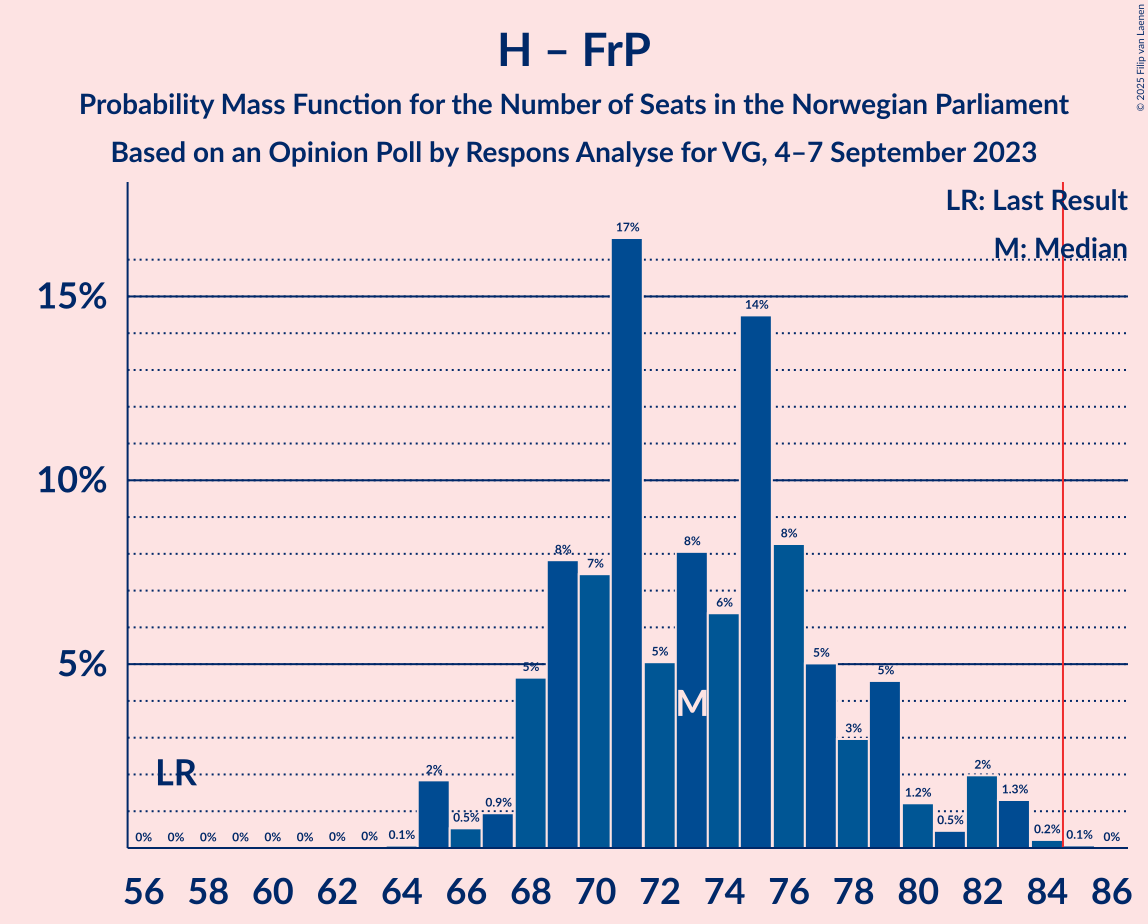 H – FrP
Probability Mass Function for the Number of Seats in the Norwegian Parliament
Based on an Opinion Poll by Respons Analyse for VG, 4–7 September 2023
© 2025 Filip van Laenen
LR: Last Result
M: Median
15%
10%
5%
17%
14%
8%
8%
7%
8%
6%
5%
5%
5%
5%
3%
2%
0.5%
0.9%
1.2%
0.5%
2%
1.3%
0.2%
0.1%
0%
0% 0% 0% 0% 0% 0% 0% 0% 0.1%
LR
M
56 58 60 62 64 66 68 70 72 74 76 78 80 82 84 86